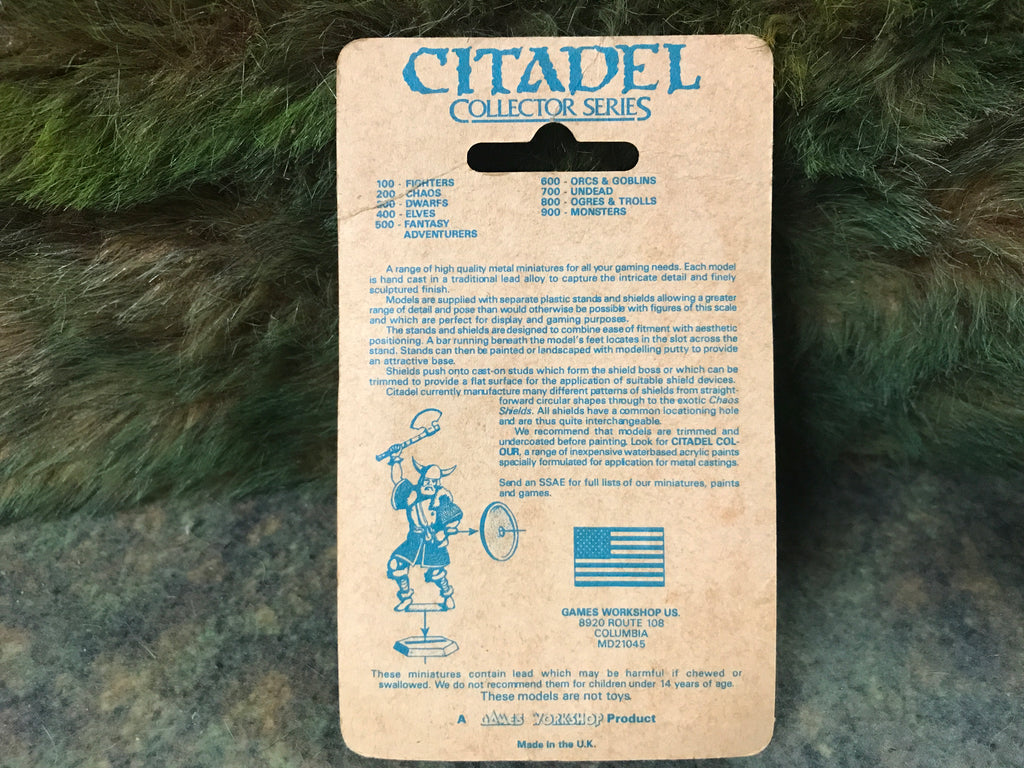 CITADEL
COLLECTOR SERIES
100 - FIGHTERS
200 - CHAOS
300 - DWARFS
400 - ELVES
500 - FANTASY
ADVENTURERS
600 - ORCS & GOBLINS
700 - UNDEAD
800 - OGRES & TROLLS
900 - MONSTERS
A range of high quality metal miniatures for all your gaming needs. Each model
is hand cast in a traditional lead alloy to capture the intricate detail and finely
sculptured finish.
Models are supplied with separate plastic stands and shields allowing a greater
range of detail and pose than would otherwise be possible with figures of this scale
and which are perfect for display and gaming purposes.
The stands and shields are designed to combine ease of fitment with aesthetic
positioning. A bar running beneath the model's feet locates in the slot across the
stand. Stands can then be painted or landscaped with modelling putty to provide
an attractive base.
Shields push onto cast-on studs which form the shield boss or which can be
trimmed to provide a flat surface for the application of suitable shield devices.
Citadel currently manufacture many different patterns of shields from straight-
forward circular shapes through to the exotic Chaos
Shields. All shields have a common locationing hole
and are thus quite interchangeable.
We recommend that models are trimmed and
undercoated before painting. Look for CITADEL COL-
OUR, a range of inexpensive waterbased acrylic paints
specially formulated for application for metal castings.
Send an SSAE for full lists of our miniatures, paints
and games.
GAMES WORKSHOP US.
8920 ROUTE 108
COLUMBIA
MD21045
These miniatures contain lead which may be harmful if chewed or
swallowed. We do not recommend them for children under 14 years of age.
These models are not toys.
A GAMES WORKSHOP Product
Made in the U.K.